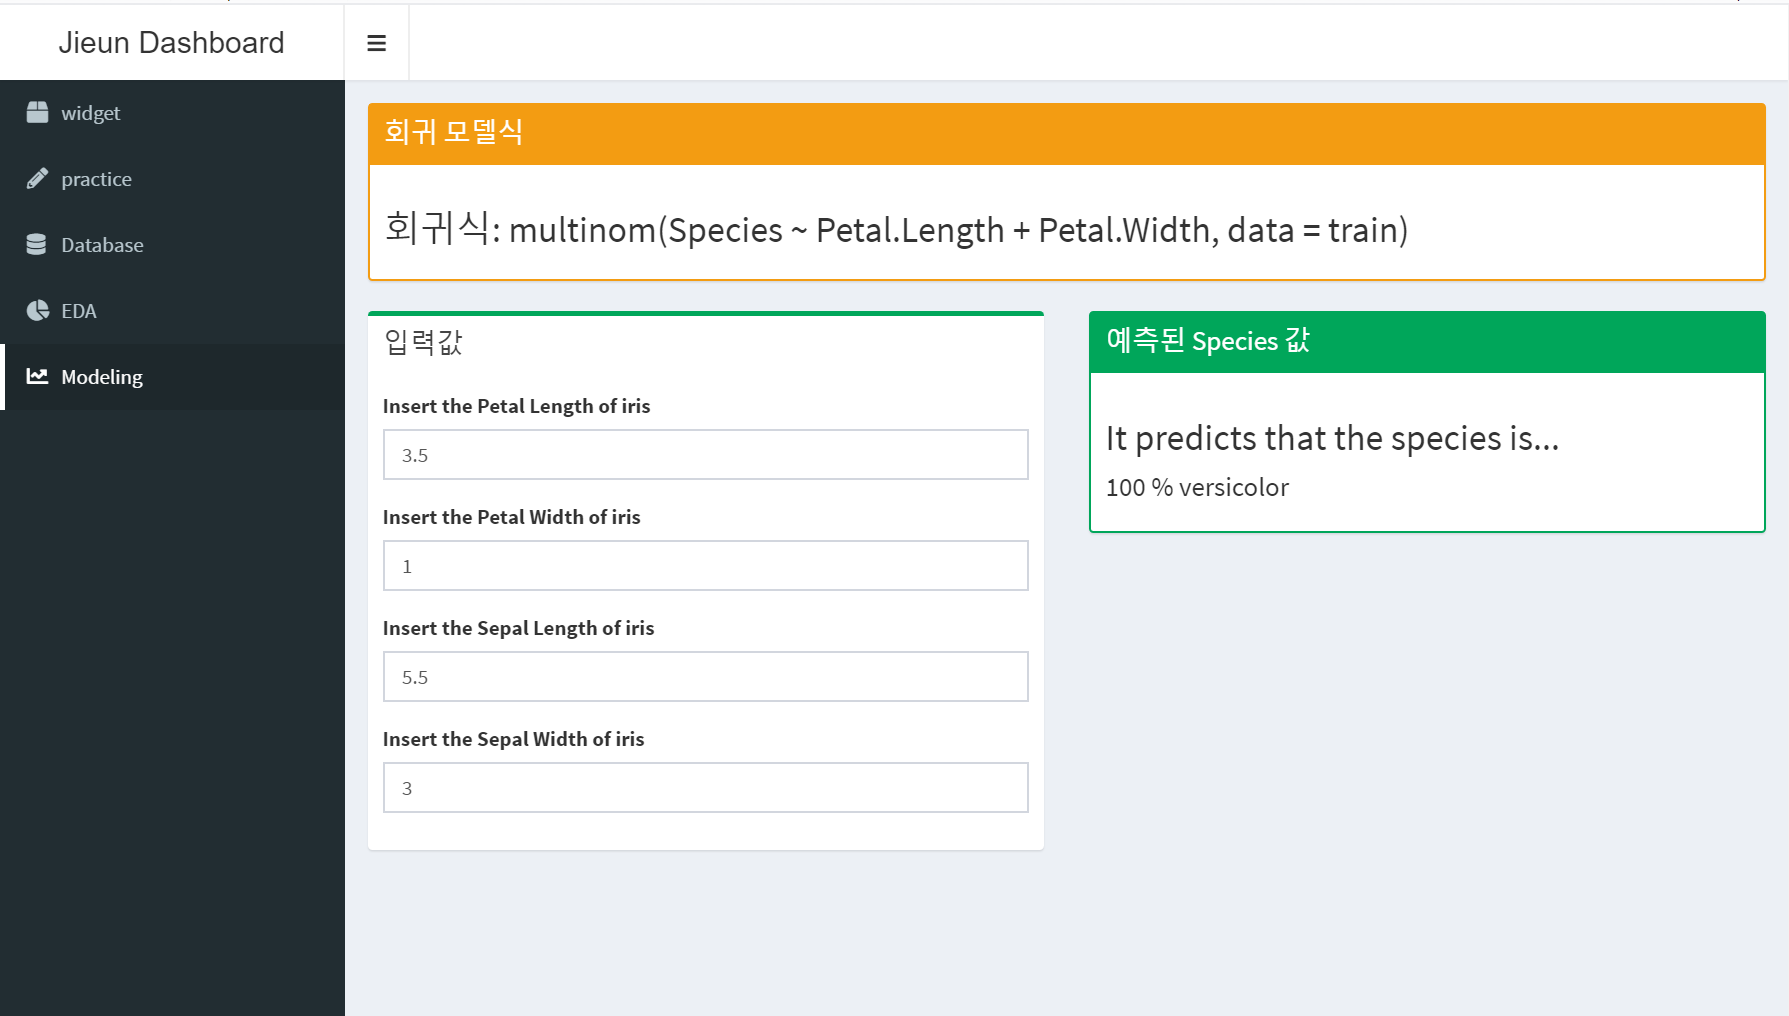 Jieun Dashboard
widget
practice
Database
EDA
Modeling
회귀 모델식
회귀식: multinom(Species ~ Petal.Length + Petal.Width, data = train)
입력값
Insert the Petal Length of iris
3.5
Insert the Petal Width of iris
1
Insert the Sepal Length of iris
5.5
Insert the Sepal Width of iris
3
예측된 Species 값
It predicts that the species is...
100 % versicolor